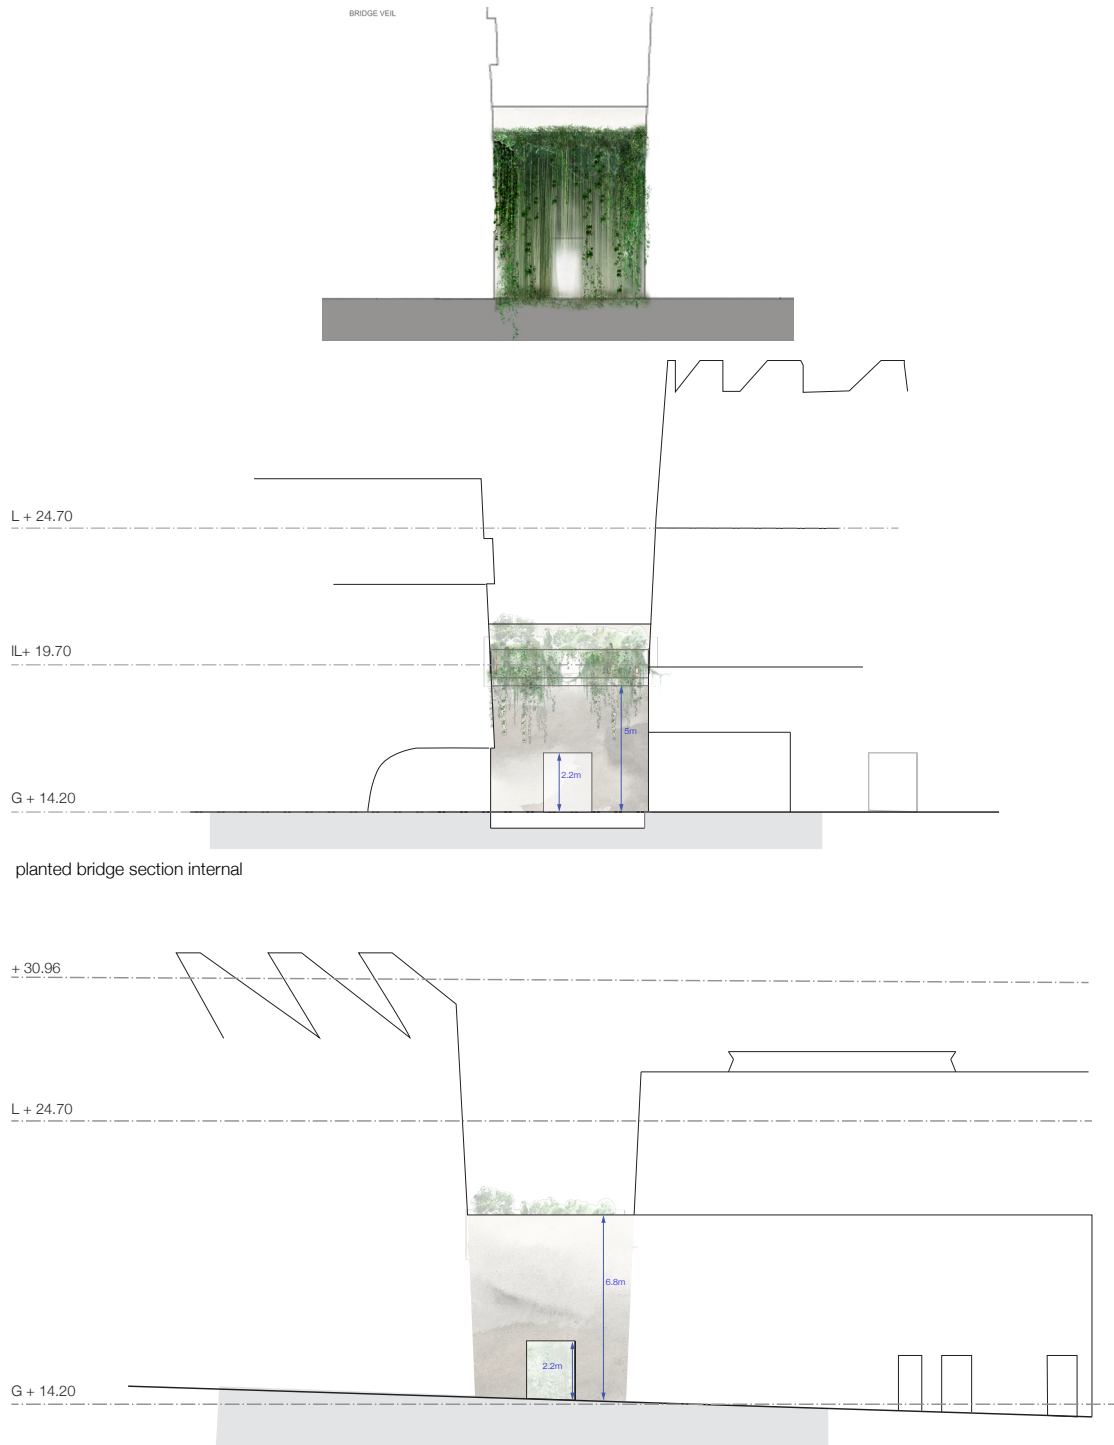 BRIDGE VEIL
L + 24.70
IL+ 19.70
5m
2.2m
G + 14.20
planted bridge section internal
+ 30.96
L + 24.70
6.8m
2.2m
G + 14.20